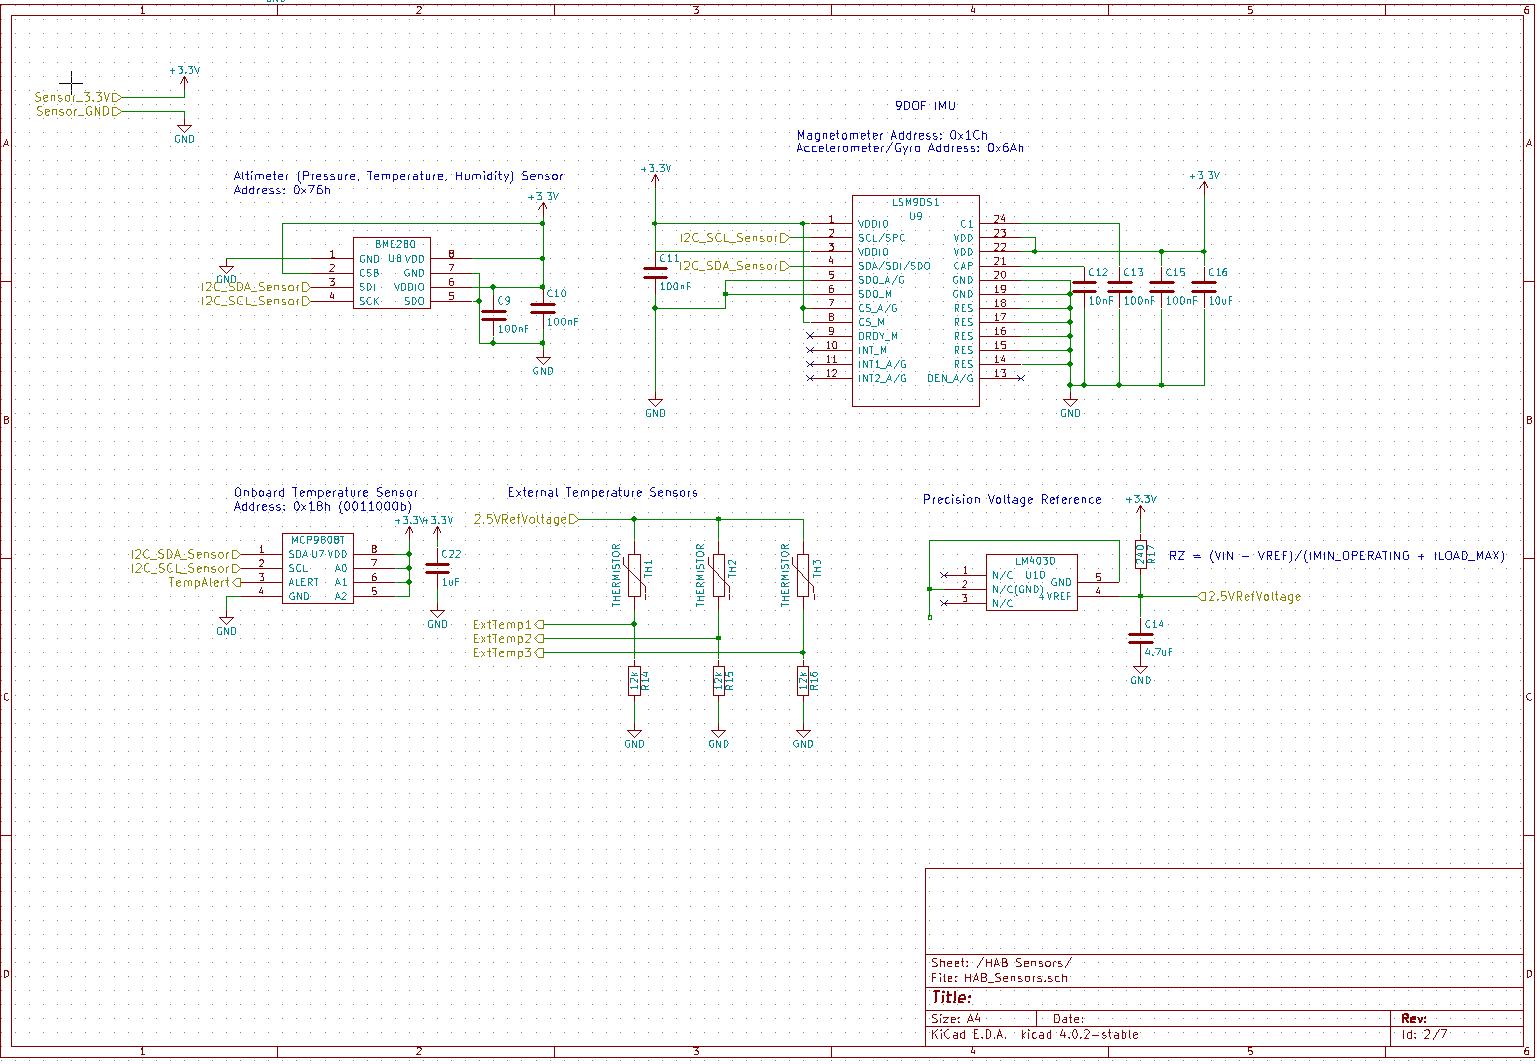 1 2 3 4 5 6
+3.3V
Sensor_3.3V
Sensor_GND
GND
A A
9DOF IMU
Magnetometer Address: 0x1Ch
Accelerometer/Gyro Address: 0x6Ah
Altimeter (Pressure, Temperature, Humidity) Sensor
Address: 0x76h
+3.3V
BME280
U8
1 GND VDD 8
2 CSB GND 7
3 SDI VDDIO 6
4 SCK SDO 5
GND
I2C_SDA_Sensor
I2C_SCL_Sensor
C9
100nF
C10
100nF
GND
+3.3V
I2C_SCL_Sensor
I2C_SDA_Sensor
C11
100nF
GND
LSM9DS1
U9
1 VDDIO C1 24
2 SCL/SPC VDD 23
3 VDDIO VDD 22
4 SDA/SDI/SDO CAP 21
5 SDO_A/G GND 20
6 SDO_M GND 19
7 CS_A/G RES 18
8 CS_M RES 17
9 DRDY_M RES 16
10 INT_M RES 15
11 INT1_A/G RES 14
12 INT2_A/G DEN_A/G 13
+3.3V
C12 C13 C15 C16
10nF 100nF 100nF 10uF
GND
B B
Onboard Temperature Sensor
Address: 0x18h (0011000b)
+3.3V +3.3V
MCP9808T
U7
I2C_SDA_Sensor 1 SDA VDD 8
I2C_SCL_Sensor 2 SCL A0 7
TempAlert 3 ALERT A1 6
4 GND A2 5
GND
C22
1uF
GND
External Temperature Sensors
2.5VRefVoltage
THERMISTOR TH1
THERMISTOR TH2
THERMISTOR TH3
ExtTemp1
ExtTemp2
ExtTemp3
12k R14
12k R15
12k R16
GND GND GND
Precision Voltage Reference
+3.3V
240 R17
RZ = (VIN - VREF)/(IMIN_OPERATING + ILOAD_MAX)
LM4030
U10
1 N/C GND 5
2 N/C(GND)
3 N/C 4VREF 4
2.5VRefVoltage
C14
4.7uF
GND
C C
D D
Sheet: /HAB Sensors/
File: HAB_Sensors.sch
Title:
Size: A4 Date: Rev:
KiCad E.D.A. kicad 4.0.2-stable Id: 2/7
1 2 3 4 5 6